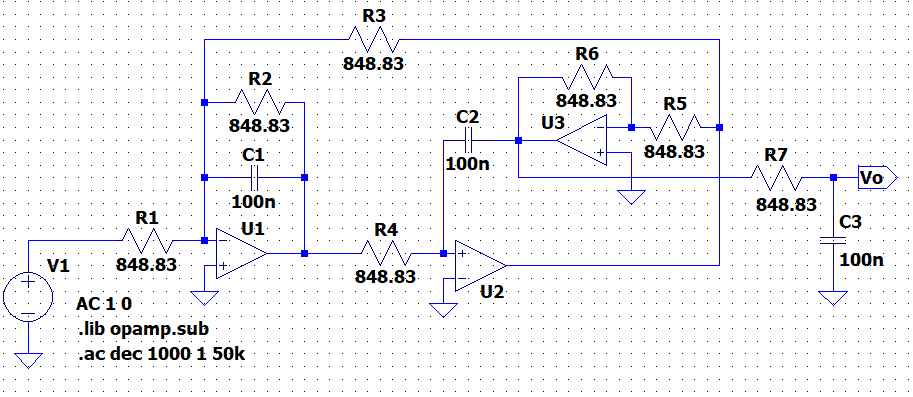 R3
848.83
R2
848.83
R6
848.83
C2
100n
U3
R5
848.83
C1
100n
R7
848.83
Vo
R1
848.83
U1
R4
848.83
C3
100n
V1
U2
AC 1 0
.lib opamp.sub
.ac dec 1000 1 50k